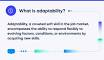 What is adaptability?
Adaptability, a coveted soft skill in the job market,
encompasses the ability to respond flexibly to
evolving factors, conditions, or environments by
acquiring new skills.